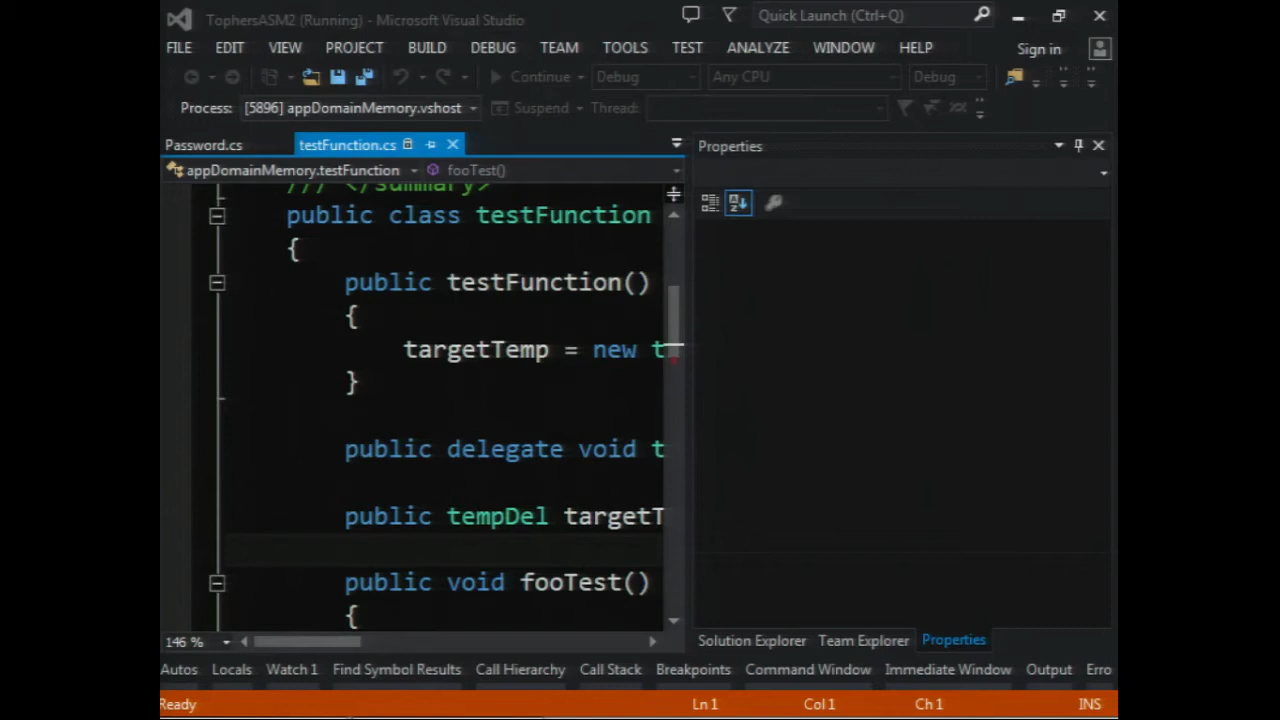 TophersASM2 (Running) - Microsoft Visual Studio
Quick Launch (Ctrl+Q)
FILE EDIT VIEW PROJECT BUILD DEBUG TEAM TOOLS TEST ANALYZE WINDOW HELP Sign in
Continue Debug Any CPU Debug
Process: [5896] appDomainMemory.vshost Suspend Thread:
Password.cs testFunction.cs Properties
appDomainMemory.testFunction fooTest()
/// </summary>
public class testFunction
{
public testFunction()
{
targetTemp = new t
}
public delegate void t
public tempDel targetT
public void fooTest()
{
146 %
Solution Explorer Team Explorer Properties
Autos Locals Watch 1 Find Symbol Results Call Hierarchy Call Stack Breakpoints Command Window Immediate Window Output Erro
Ready Ln 1 Col 1 Ch 1 INS